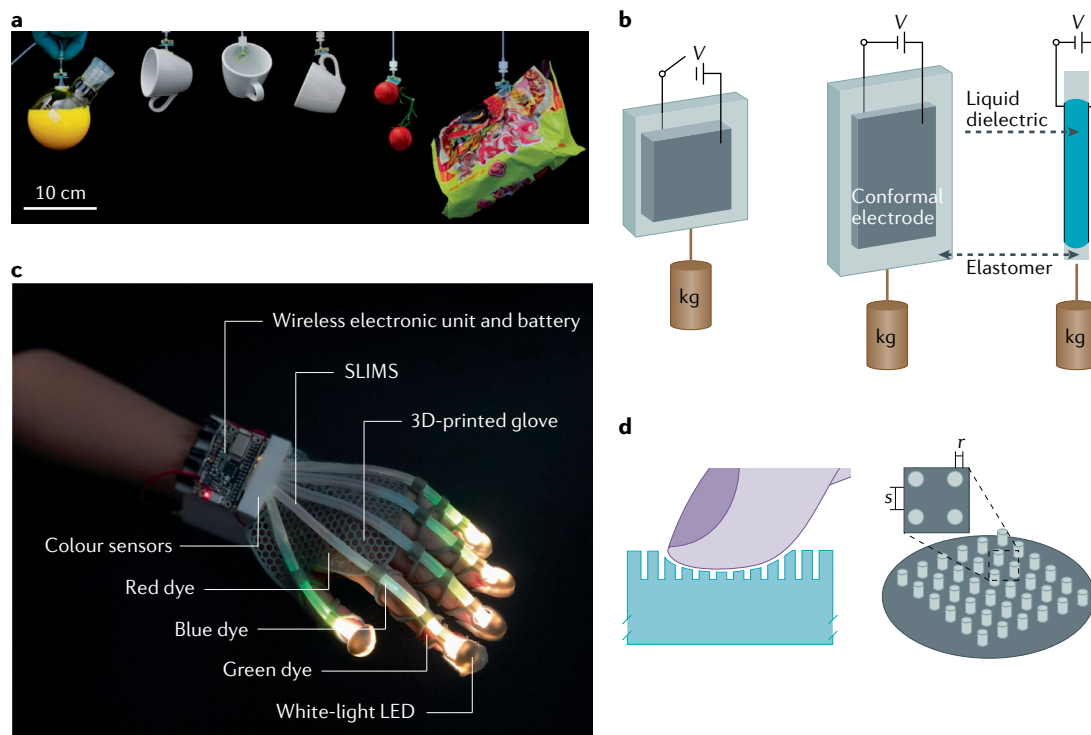 a
10 cm
b
V
V
V
Liquid
dielectric
Conformal
electrode
Elastomer
kg
kg
kg
c
Wireless electronic unit and battery
SLIMS
3D-printed glove
Colour sensors
Red dye
Blue dye
Green dye
White-light LED
d
r
s